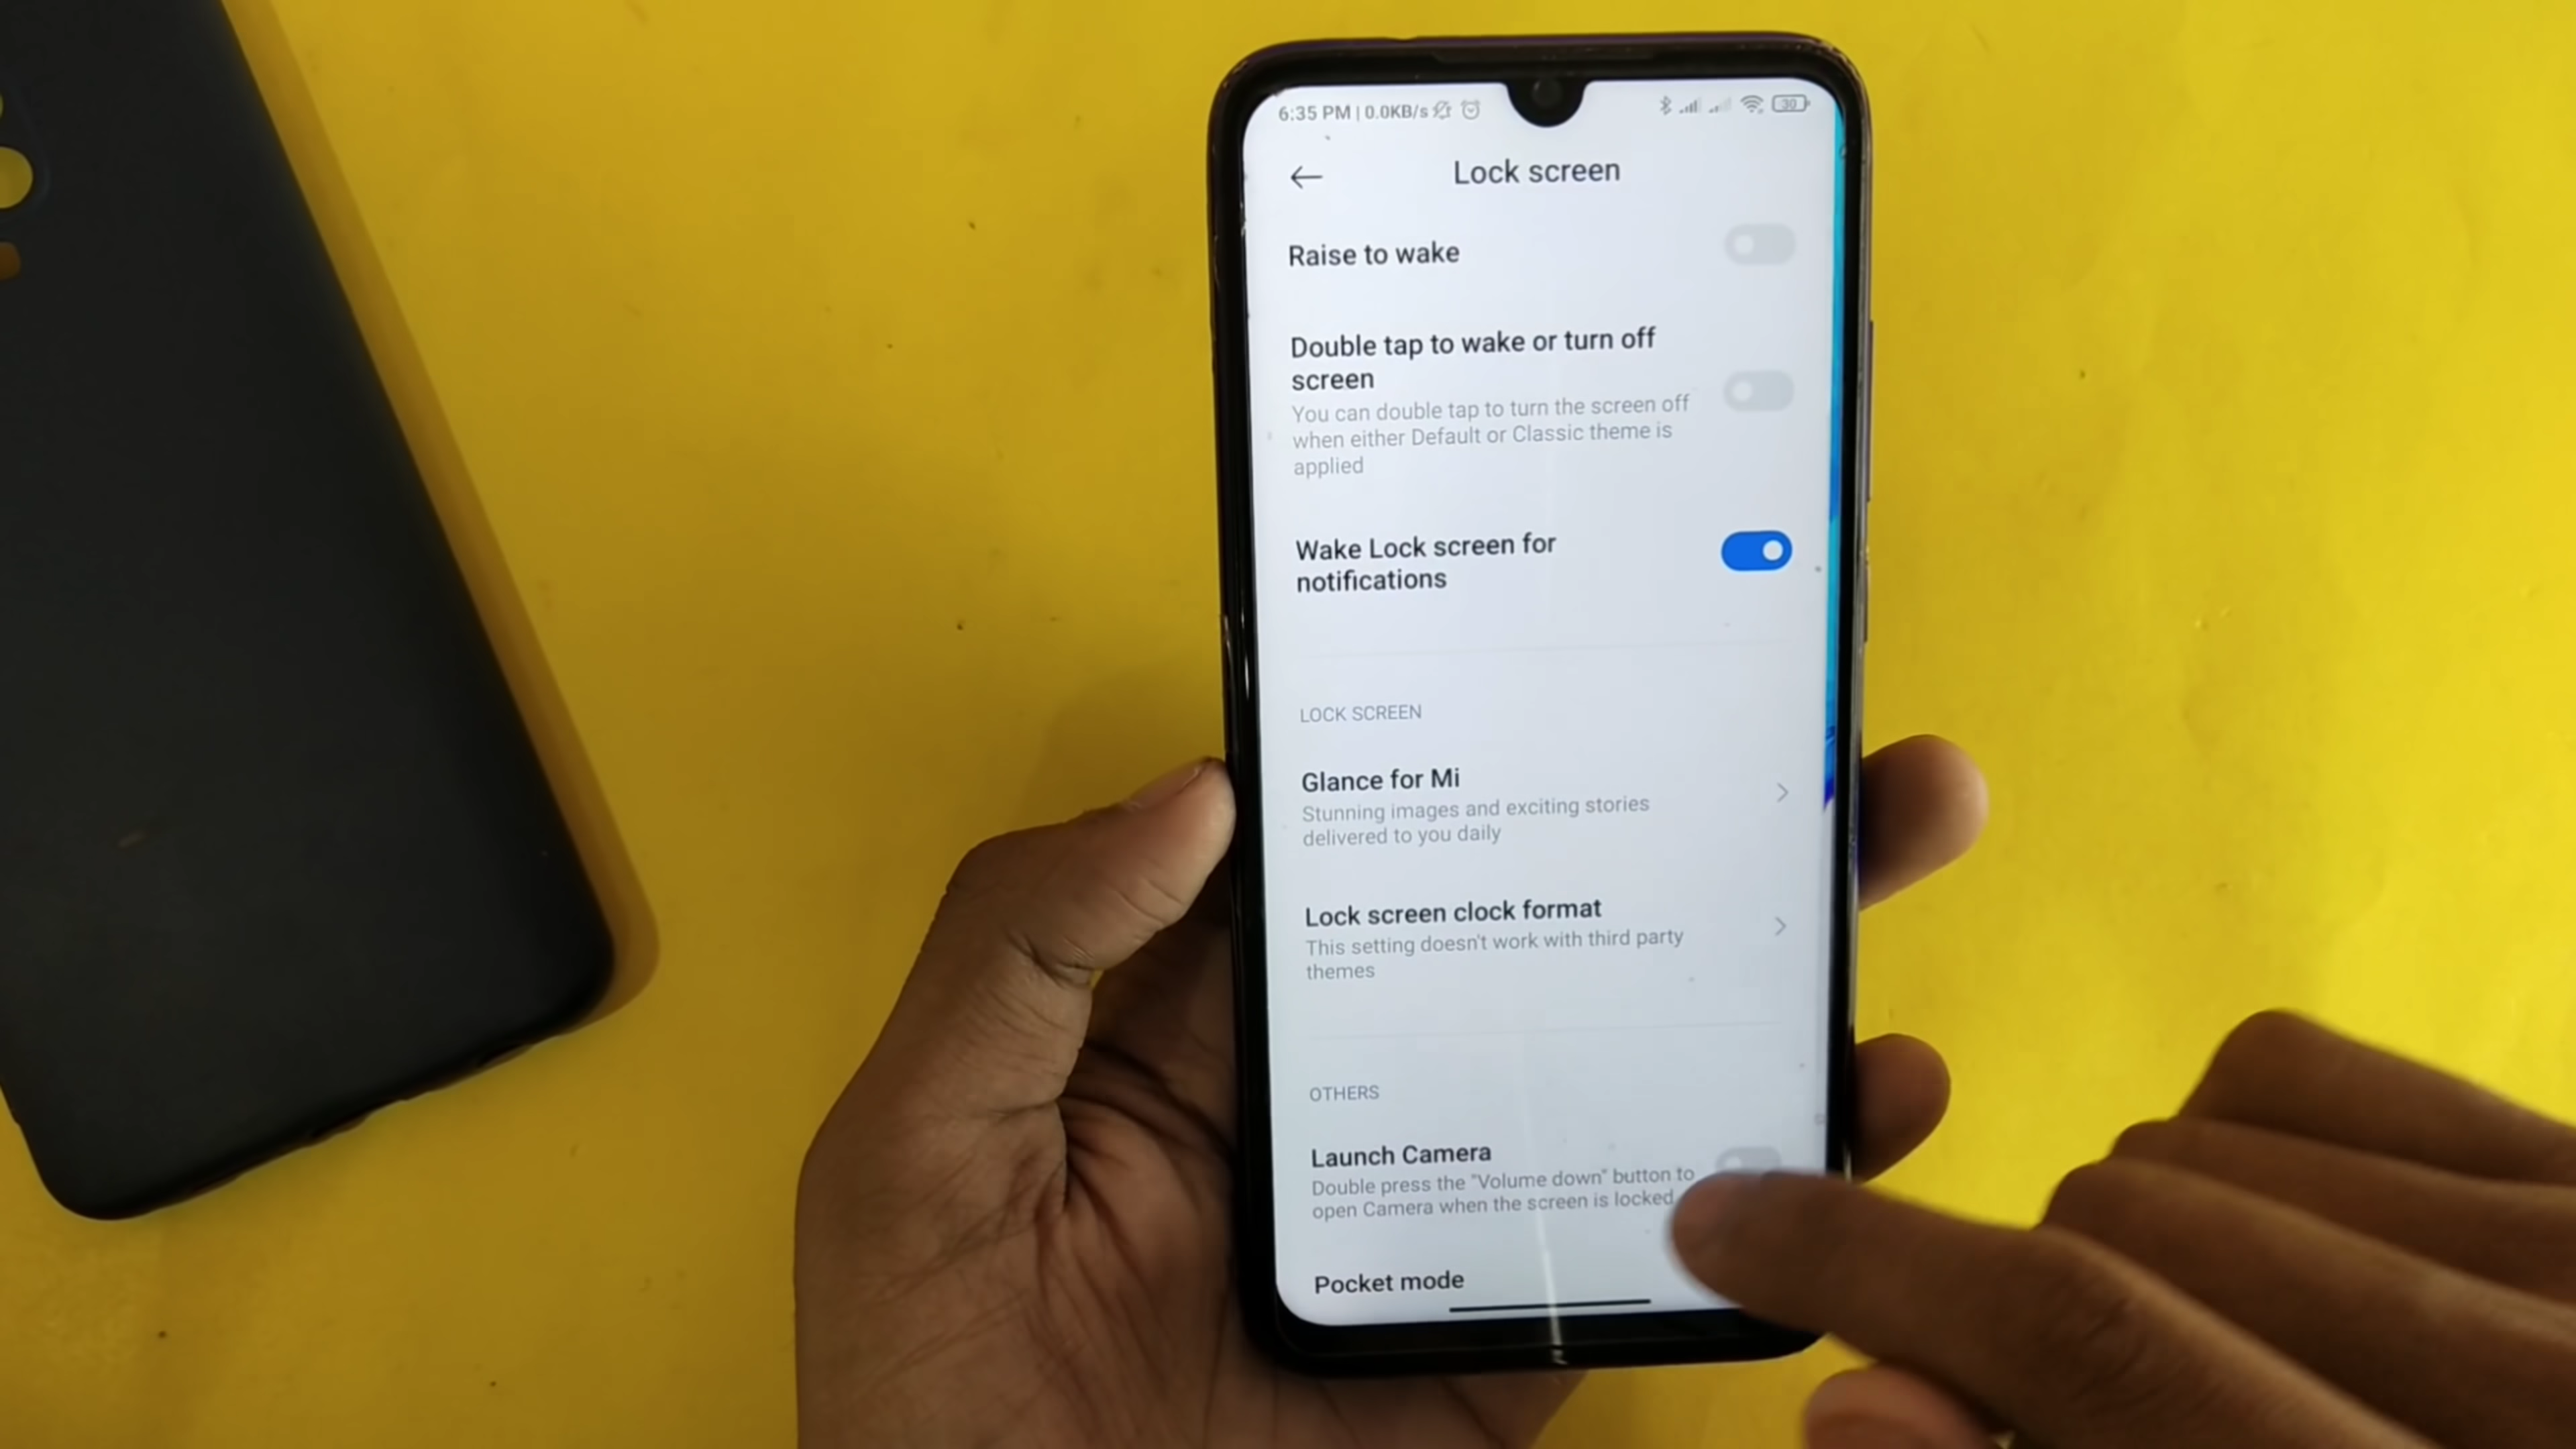 6:35 PM | 0.0KB/s
30
Lock screen
Raise to wake
Double tap to wake or turn off
screen
You can double tap to turn the screen off
when either Default or Classic theme is
applied
Wake Lock screen for
notifications
LOCK SCREEN
Glance for Mi
Stunning images and exciting stories
delivered to you daily
Lock screen clock format
This setting doesn't work with third party
themes
OTHERS
Launch Camera
Double press the "Volume down" button to
open Camera when the screen is locked
Pocket mode